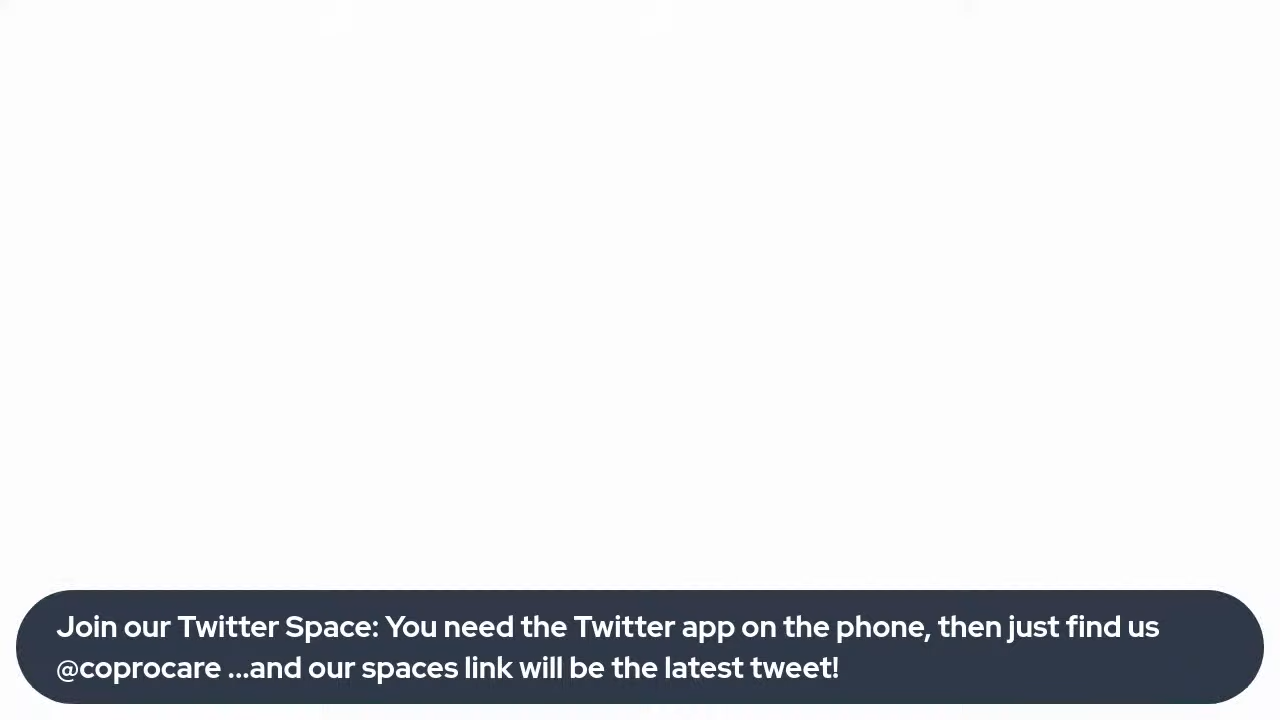 Join our Twitter Space: You need the Twitter app on the phone, then just find us
@coprocare ...and our spaces link will be the latest tweet!